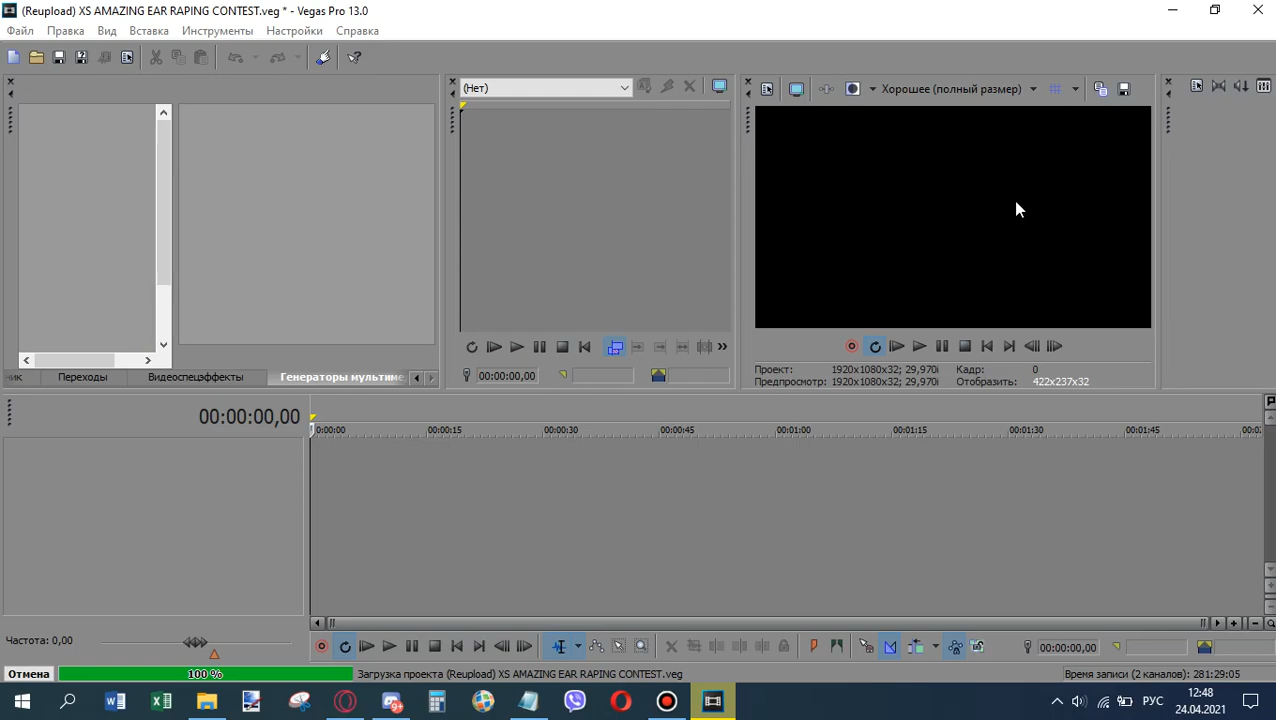 (Reupload) XS AMAZING EAR RAPING CONTEST.veg * - Vegas Pro 13.0
Файл Правка Вид Вставка Инструменты Настройки Справка
(Нет)
Хорошее (полный размер)
00:00:00,00
Проект: 1920x1080x32; 29,970i Кадр: 0
Предпросмотр: 1920x1080x32; 29,970i Отобразить: 422x237x32
ник Переходы Видеоспецэффекты Генераторы мультиме
00:00:00,00
0:00:00 00:00:15 00:00:30 00:00:45 00:01:00 00:01:15 00:01:30 00:01:45 00:0
Частота: 0,00
00:00:00,00
Отмена 100 % Загрузка проекта (Reupload) XS AMAZING EAR RAPING CONTEST.veg Время записи (2 каналов): 281:29:05
РУС
12:48
24.04.2021